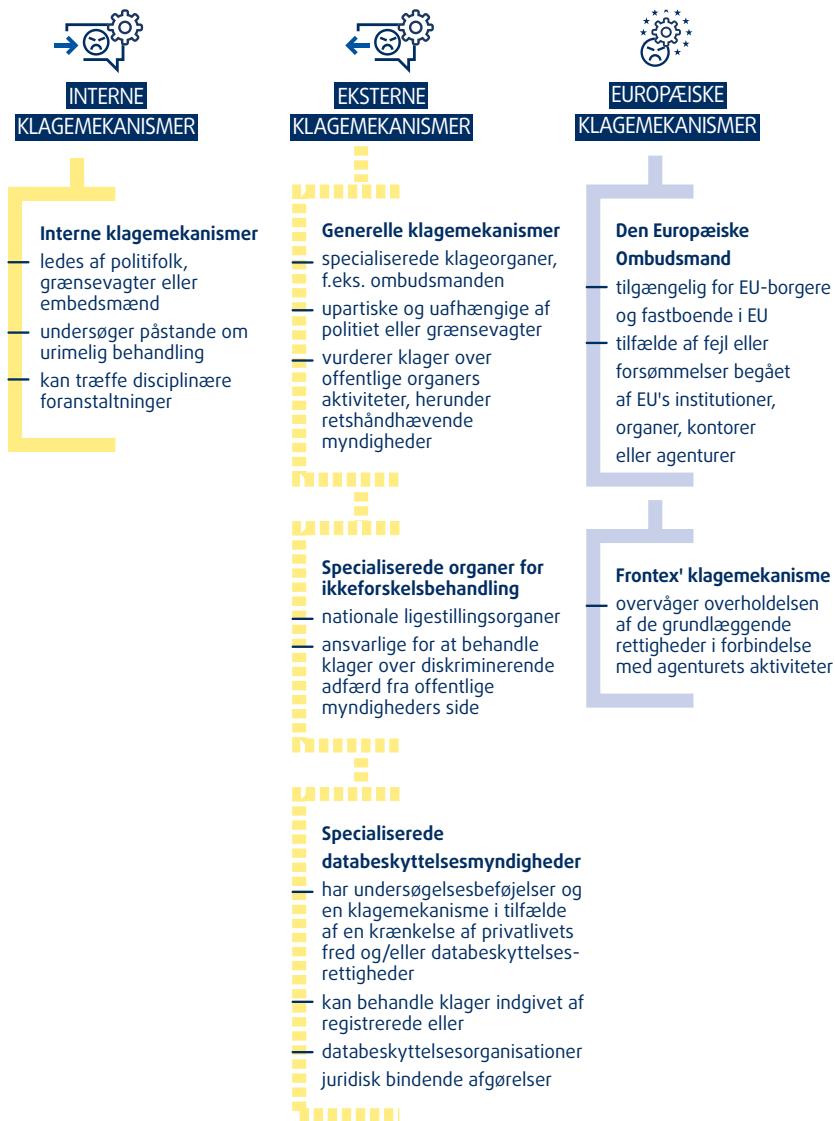 INTERNE
KLAGEMEKANISMER
Interne klagemekanismer
ledes af politifolk,
grænsevagter eller
embedsmænd
undersøger påstande om
urimelig behandling
kan træffe disciplinære
foranstaltninger
EKSTERNE
KLAGEMEKANISMER
Generelle klagemekanismer
specialiserede klageorganer,
f.eks. ombudsmanden
upartiske og uafhængige af
politiet eller grænsevagter
vurderer klager over
offentlige organers
aktiviteter, herunder
retshåndhævende
myndigheder
Specialiserede organer for
ikkeforskelsbehandling
nationale ligestillingsorganer
ansvarlige for at behandle
klager over diskriminerende
adfærd fra offentlige
myndigheders side
Specialiserede
databeskyttelsesmyndigheder
har undersøgelsesbeføjelser og
en klagemekanisme i tilfælde
af en krænkelse af privatlivets
fred og/eller databeskyttelses-
rettigheder
kan behandle klager indgivet af
registrerede eller
databeskyttelsesorganisationer
juridisk bindende afgørelser
EUROPÆISKE
KLAGEMEKANISMER
Den Europæiske
Ombudsmand
tilgængelig for EU-borgere
og fastboende i EU
tilfælde af fejl eller
forsømmelser begået
af EU's institutioner,
organer, kontorer
eller agenturer
Frontex' klagemekanisme
overvåger overholdelsen
af de grundlæggende
rettigheder i forbindelse
med agenturets aktiviteter